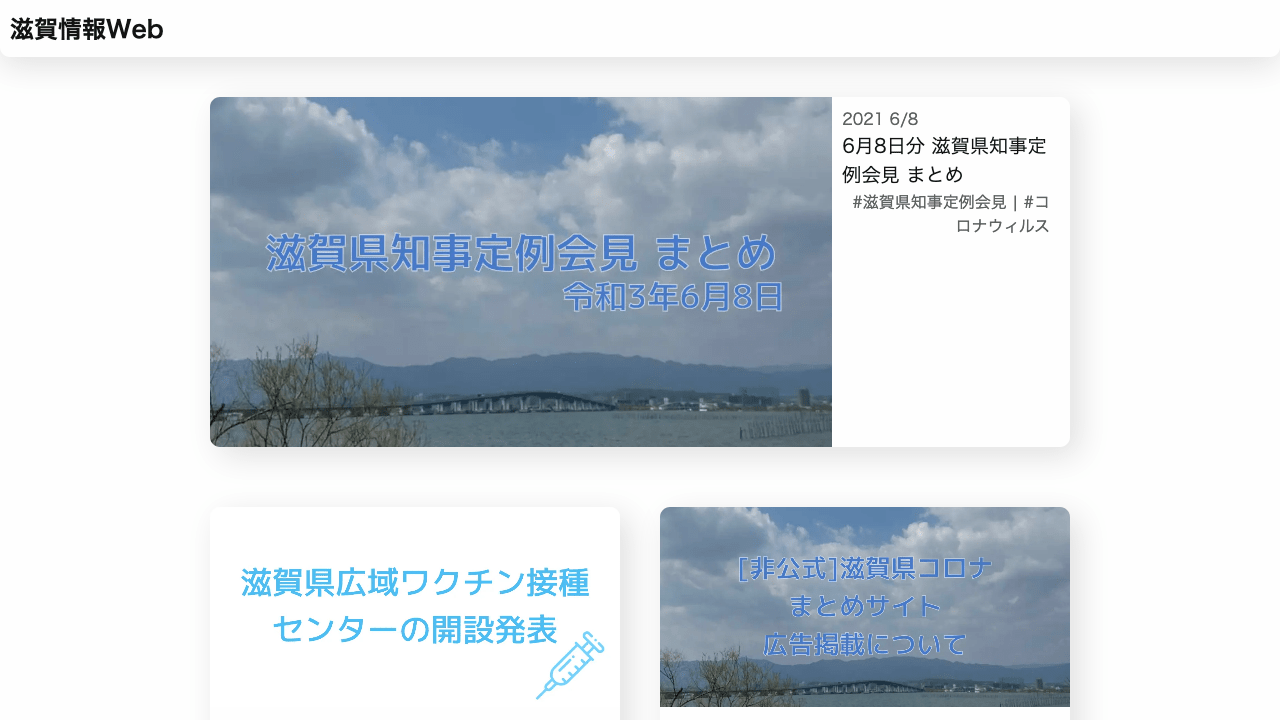 滋賀情報Web
滋賀県知事定例会見 まとめ
令和3年6月8日
2021 6/8
6月8日分 滋賀県知事定
例会見 まとめ
#滋賀県知事定例会見 | #コ
ロナウィルス
滋賀県広域ワクチン接種
センターの開設発表
[非公式]滋賀県コロナ
まとめサイト
広告掲載について